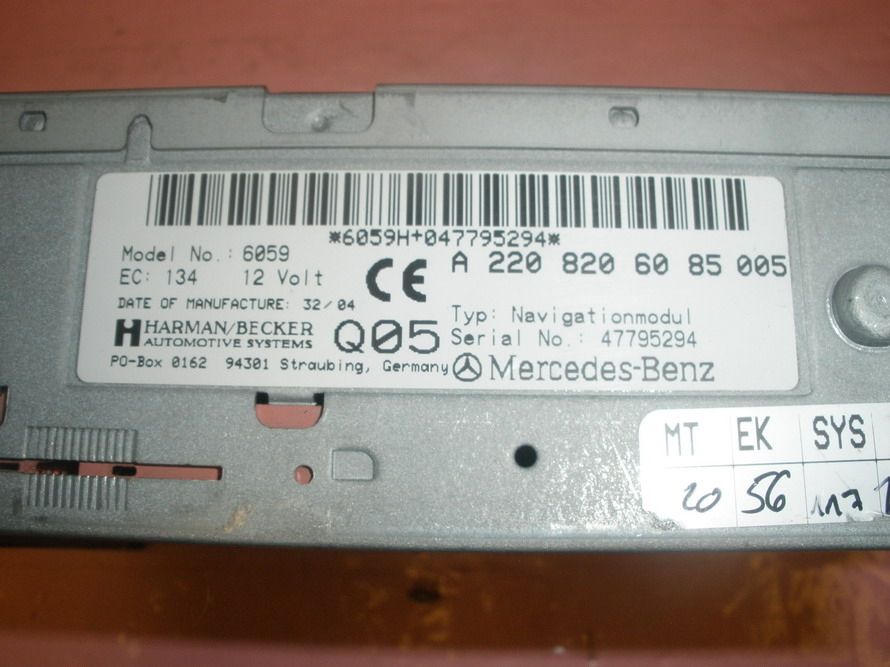 *6059H+047795294*
Model No.: 6059
EC: 134 12 Volt
CE
A 220 820 60 85 005
DATE OF MANUFACTURE: 32/04
HARMAN/BECKER
AUTOMOTIVE SYSTEMS
Q05
Typ: Navigationmodul
Serial No.: 47795294
PO-Box 0162 94301 Straubing, Germany
Mercedes-Benz
MT EK SYS
20 56 117